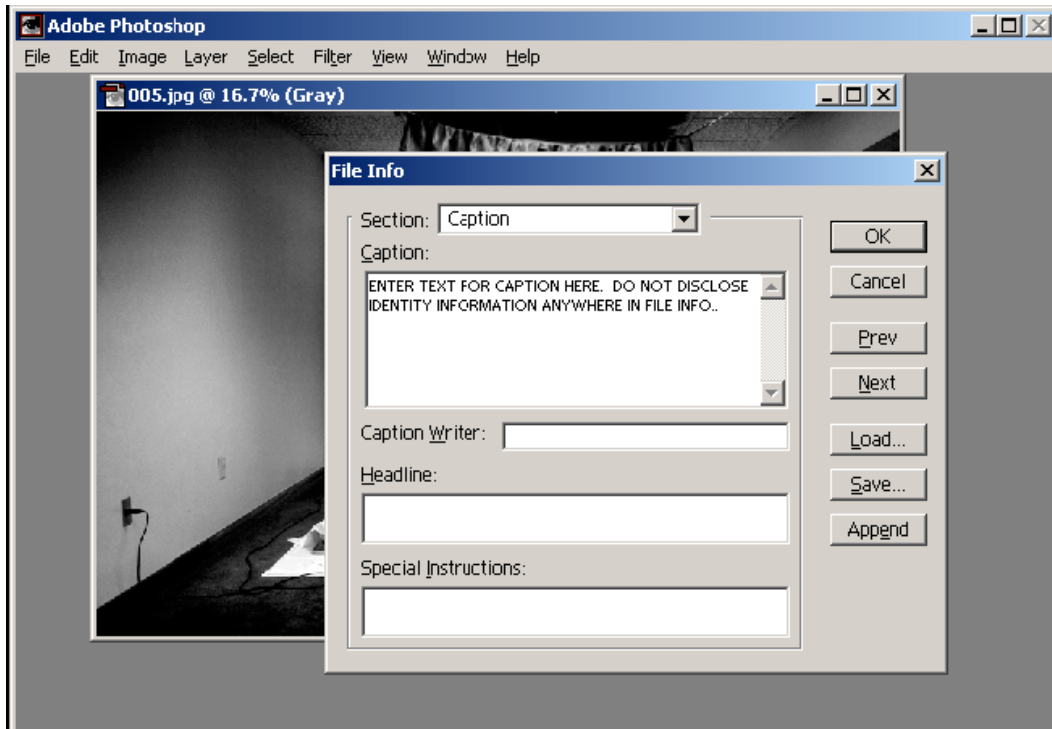 Adobe Photoshop
File Edit Image Layer Select Filter View Window Help
005.jpg @ 16.7% (Gray)
File Info
Section: Caption
Caption:
ENTER TEXT FOR CAPTION HERE. DO NOT DISCLOSE
IDENTITY INFORMATION ANYWHERE IN FILE INFO..
Caption Writer:
Headline:
Special Instructions:
OK
Cancel
Prev
Next
Load...
Save...
Append